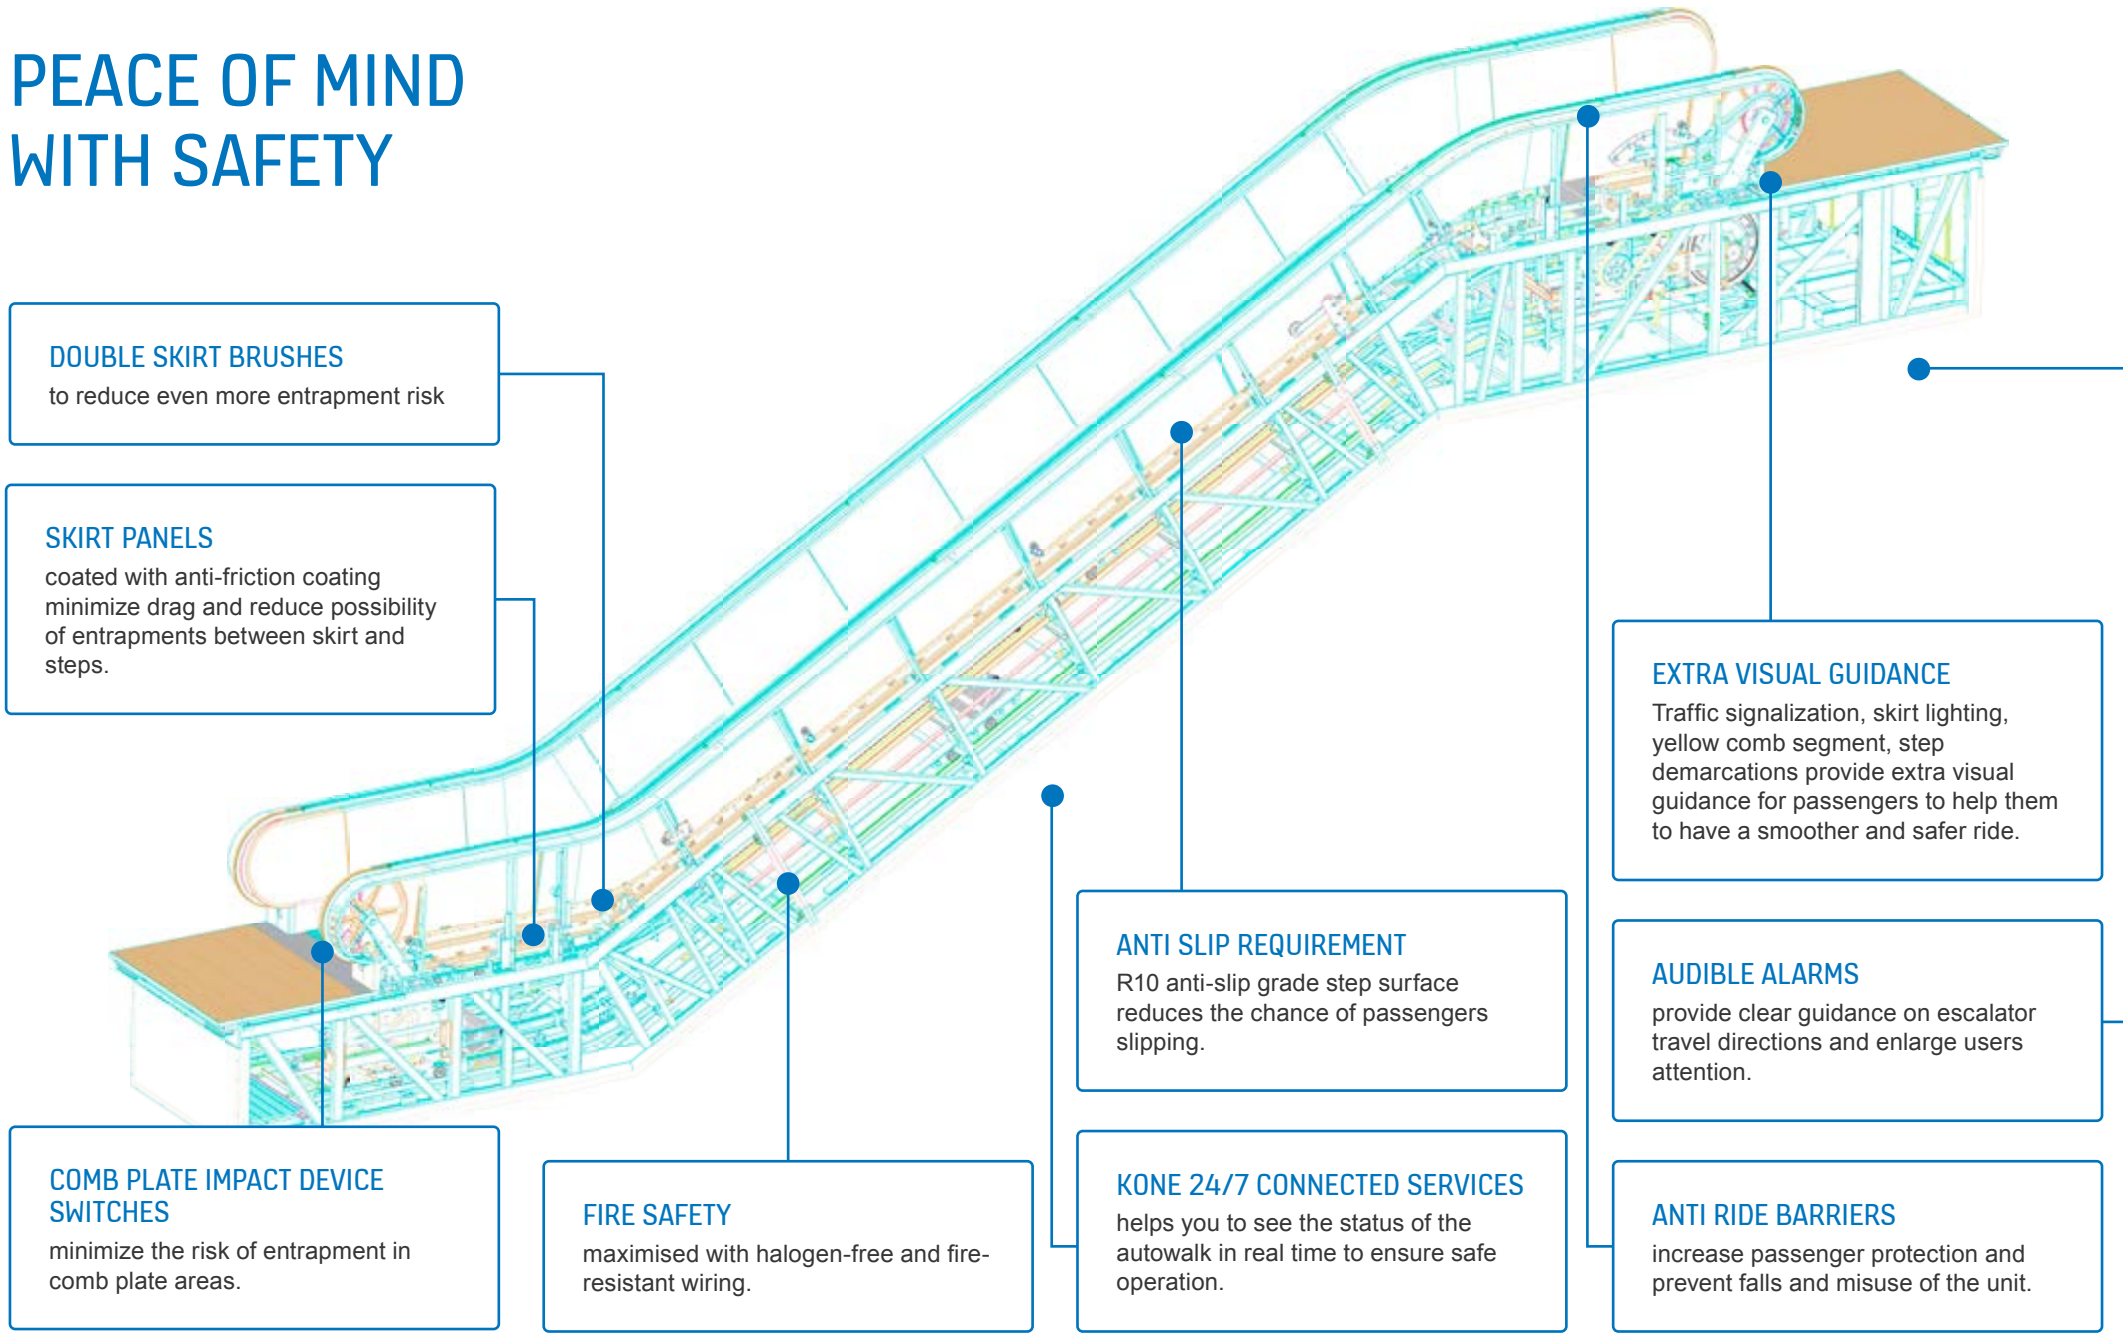 PEACE OF MIND
WITH SAFETY
DOUBLE SKIRT BRUSHES
to reduce even more entrapment risk
SKIRT PANELS
coated with anti-friction coating
minimize drag and reduce possibility
of entrapments between skirt and
steps.
COMB PLATE IMPACT DEVICE
SWITCHES
minimize the risk of entrapment in
comb plate areas.
FIRE SAFETY
maximised with halogen-free and fire-
resistant wiring.
ANTI SLIP REQUIREMENT
R10 anti-slip grade step surface
reduces the chance of passengers
slipping.
KONE 24/7 CONNECTED SERVICES
helps you to see the status of the
autowalk in real time to ensure safe
operation.
EXTRA VISUAL GUIDANCE
Traffic signalization, skirt lighting,
yellow comb segment, step
demarcations provide extra visual
guidance for passengers to help them
to have a smoother and safer ride.
AUDIBLE ALARMS
provide clear guidance on escalator
travel directions and enlarge users
attention.
ANTI RIDE BARRIERS
increase passenger protection and
prevent falls and misuse of the unit.